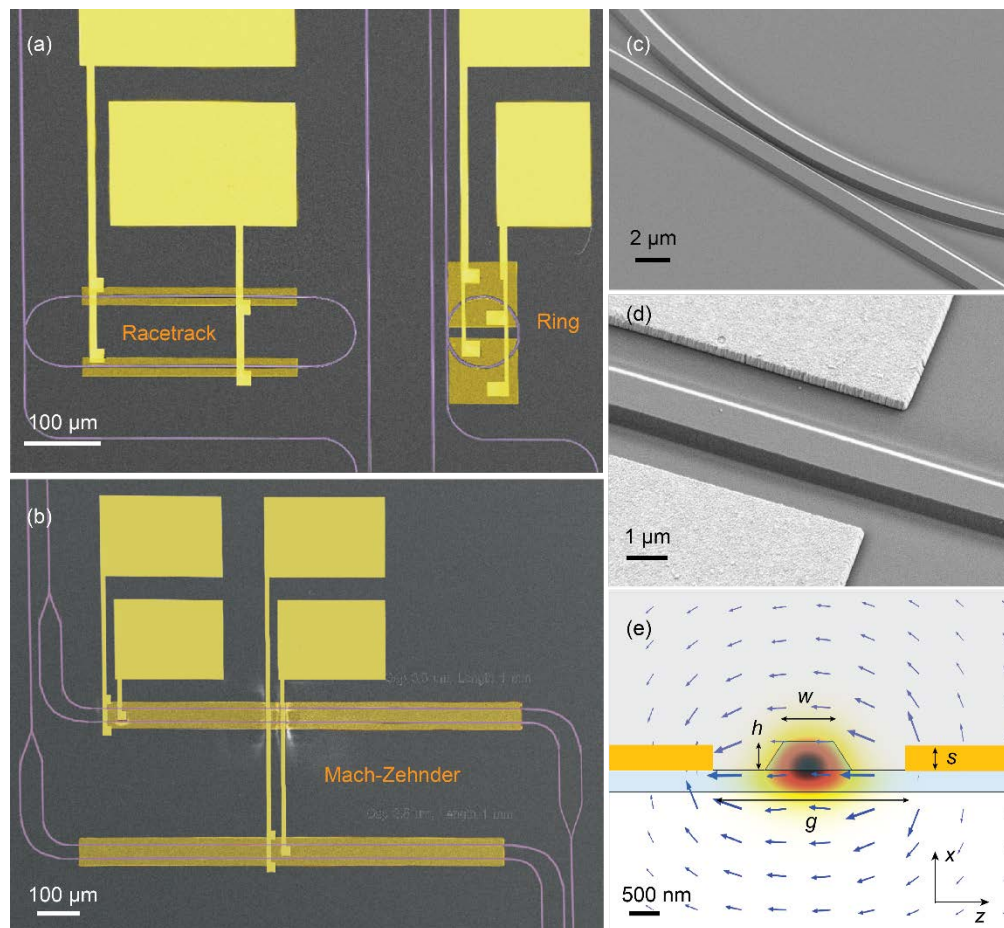 (a)
Racetrack
Ring
100 µm
(b)
Mach-Zehnder
100 µm
(c)
2 µm
(d)
1 µm
(e)
w
h
s
g
x
z
500 nm